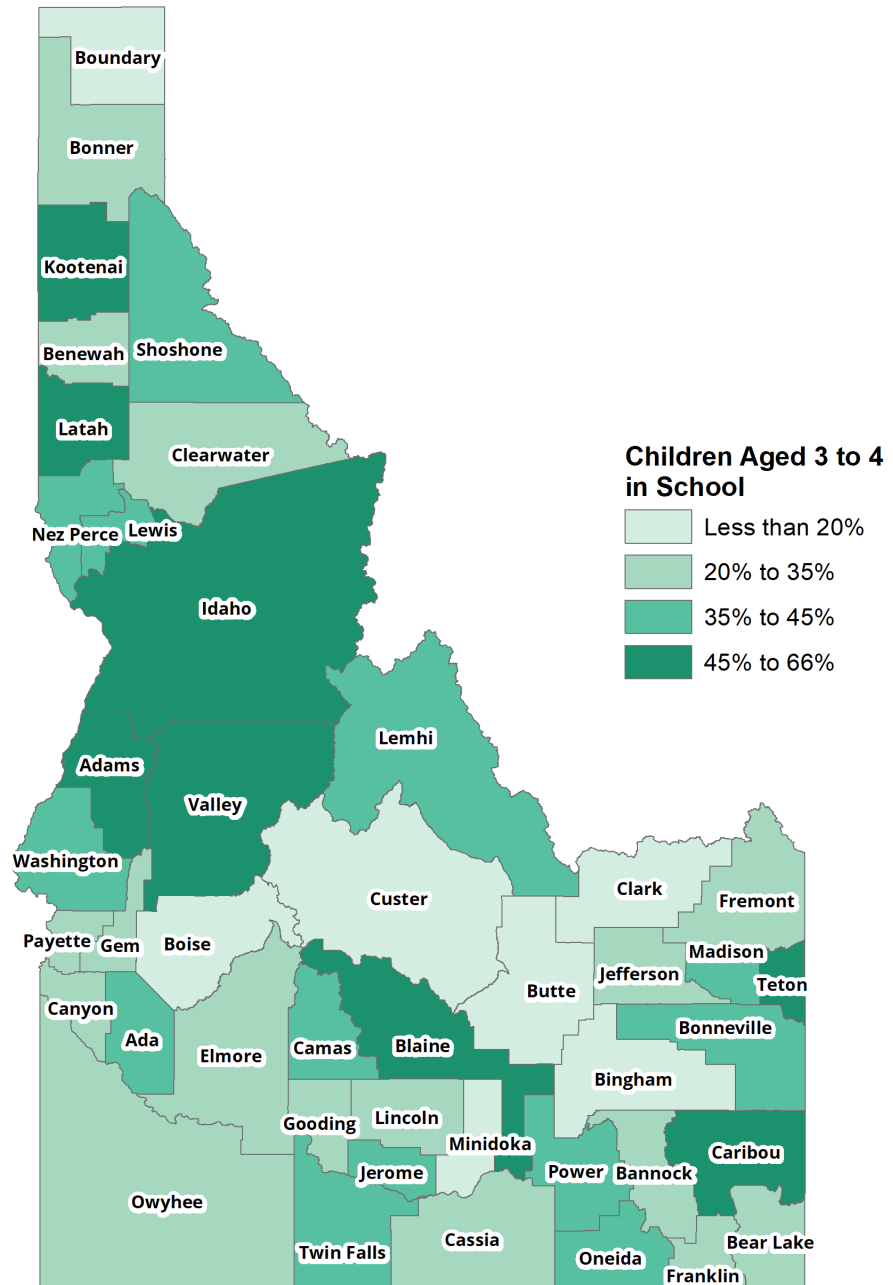 Boundary
Bonner
Kootenai
Benewah
Shoshone
Latah
Clearwater
Nez Perce
Lewis
Idaho
Children Aged 3 to 4
in School
Less than 20%
20% to 35%
35% to 45%
45% to 66%
Lemhi
Adams
Valley
Washington
Custer
Clark
Fremont
Payette
Gem
Boise
Madison
Jefferson
Teton
Butte
Canyon
Ada
Elmore
Camas
Blaine
Bonneville
Bingham
Gooding
Lincoln
Minidoka
Caribou
Jerome
Power
Bannock
Owyhee
Twin Falls
Cassia
Bear Lake
Oneida
Franklin